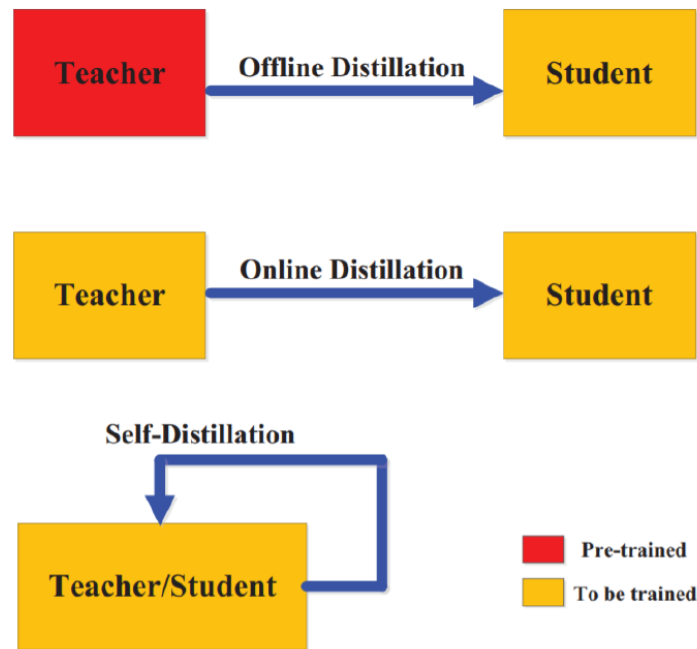 Teacher
Offline Distillation
Student
Teacher
Online Distillation
Student
Self-Distillation
Teacher/Student
Pre-trained
To be trained